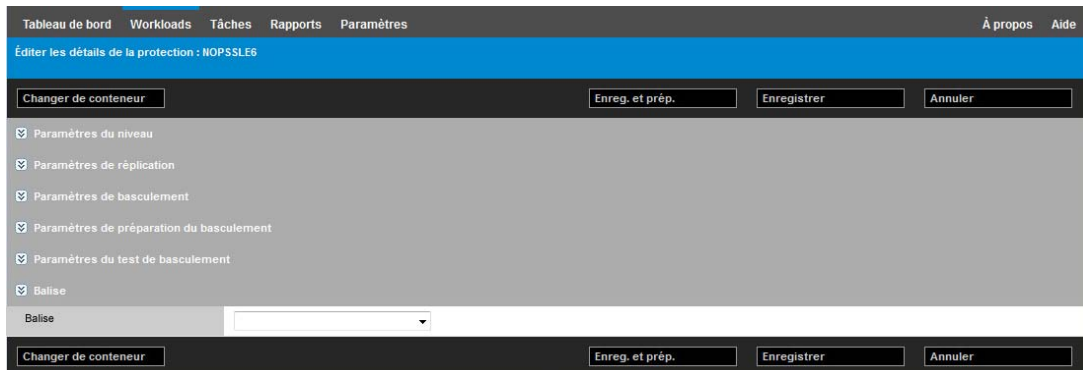 Tableau de bord Workloads Tâches Rapports Paramètres À propos Aide
Éditer les détails de la protection : NOPSSLE6
Changer de conteneur Enreg. et prép. Enregistrer Annuler
Paramètres du niveau
Paramètres de réplication
Paramètres de basculement
Paramètres de préparation du basculement
Paramètres du test de basculement
Balise
Balise
Changer de conteneur Enreg. et prép. Enregistrer Annuler